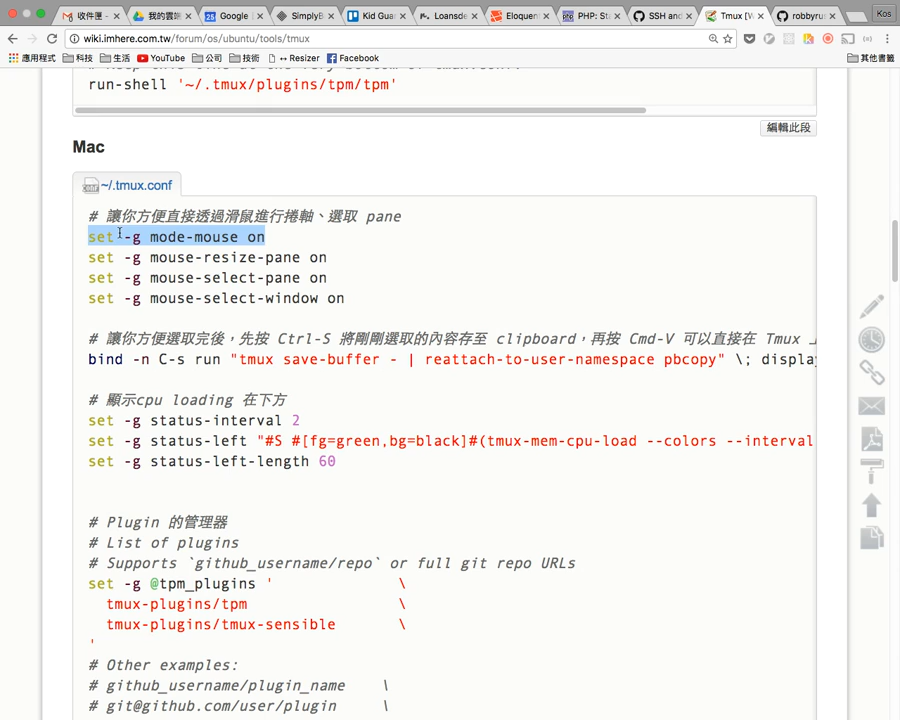 收件匣 -
我的雲端
Google
SimplyB
Kid Gua
Loansde
Eloquen
PHP: Sta
SSH and
Tmux [W
robbyru
Kos
wiki.imhere.com.tw/forum/os/ubuntu/tools/tmux
應用程式 科技 生活 YouTube 公司 技術 ↔ Resizer Facebook 其他書籤
run-shell '~/.tmux/plugins/tpm/tpm'
編輯此段
Mac
~/.tmux.conf
# 讓你方便直接透過滑鼠進行捲軸、選取 pane
set -g mode-mouse on
set -g mouse-resize-pane on
set -g mouse-select-pane on
set -g mouse-select-window on
# 讓你方便選取完後，先按 Ctrl-S 將剛剛選取的內容存至 clipboard，再按 Cmd-V 可以直接在 Tmux 上
bind -n C-s run "tmux save-buffer - | reattach-to-user-namespace pbcopy" \; display
# 顯示cpu loading 在下方
set -g status-interval 2
set -g status-left "#S #[fg=green,bg=black]#(tmux-mem-cpu-load --colors --interval
set -g status-left-length 60
# Plugin 的管理器
# List of plugins
# Supports `github_username/repo` or full git repo URLs
set -g @tpm_plugins ' \
tmux-plugins/tpm \
tmux-plugins/tmux-sensible \
'
# Other examples:
# github_username/plugin_name \
# git@github.com/user/plugin \